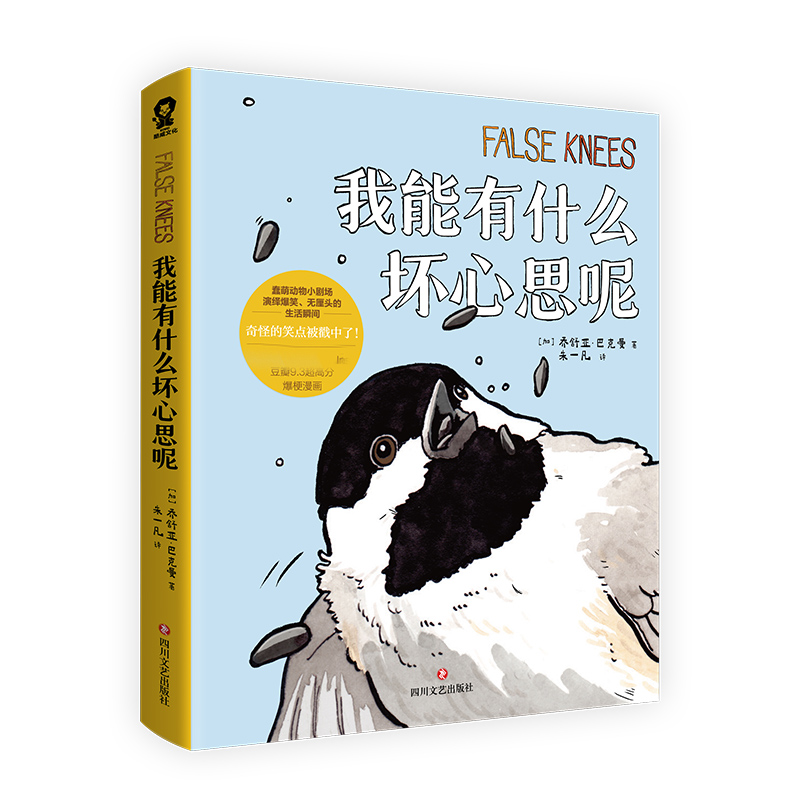 FALSE KNEES
我能有什么
坏心思呢
[加] 乔舒亚·巴克曼 著
朱一凡 译
蠢萌动物小剧场
演绎爆笑、无厘头的
生活瞬间
奇怪的笑点被戳中了!
豆瓣9.3超高分
爆梗漫画
四川文艺出版社
酷威文化
FALSE KNEES
我能有什么坏心思呢
[加] 乔舒亚·巴克曼 著
朱一凡 译
四川文艺出版社